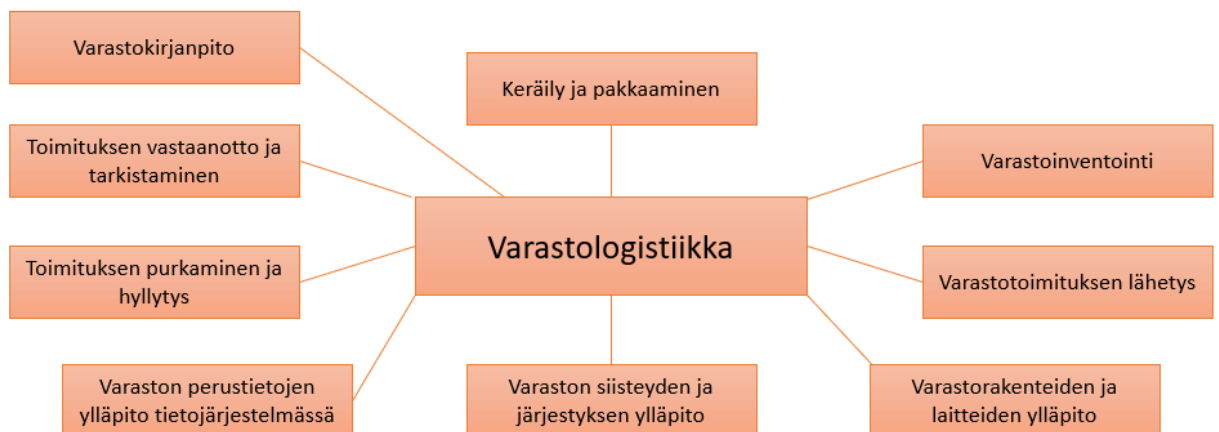 Varastokirjanpito
Keräily ja pakkaaminen
Toimituksen vastaanotto ja
tarkistaminen
Varastoinventointi
Varastologistiikka
Toimituksen purkaminen ja
hyllytys
Varastotoimituksen lähetys
Varaston perustietojen
ylläpito tietojärjestelmässä
Varaston siisteyden ja
järjestyksen ylläpito
Varastorakenteiden ja
laitteiden ylläpito